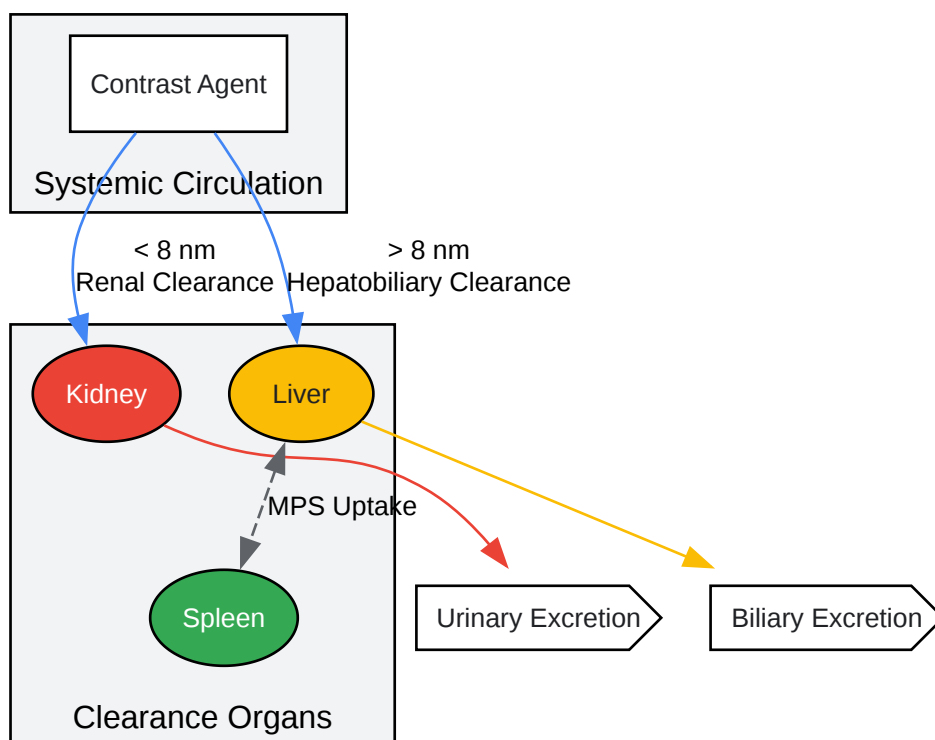 Contrast Agent
Systemic Circulation
< 8 nm
Renal Clearance
> 8 nm
Hepatobiliary Clearance
Kidney
Liver
MPS Uptake
Spleen
Urinary Excretion
Biliary Excretion
Clearance Organs